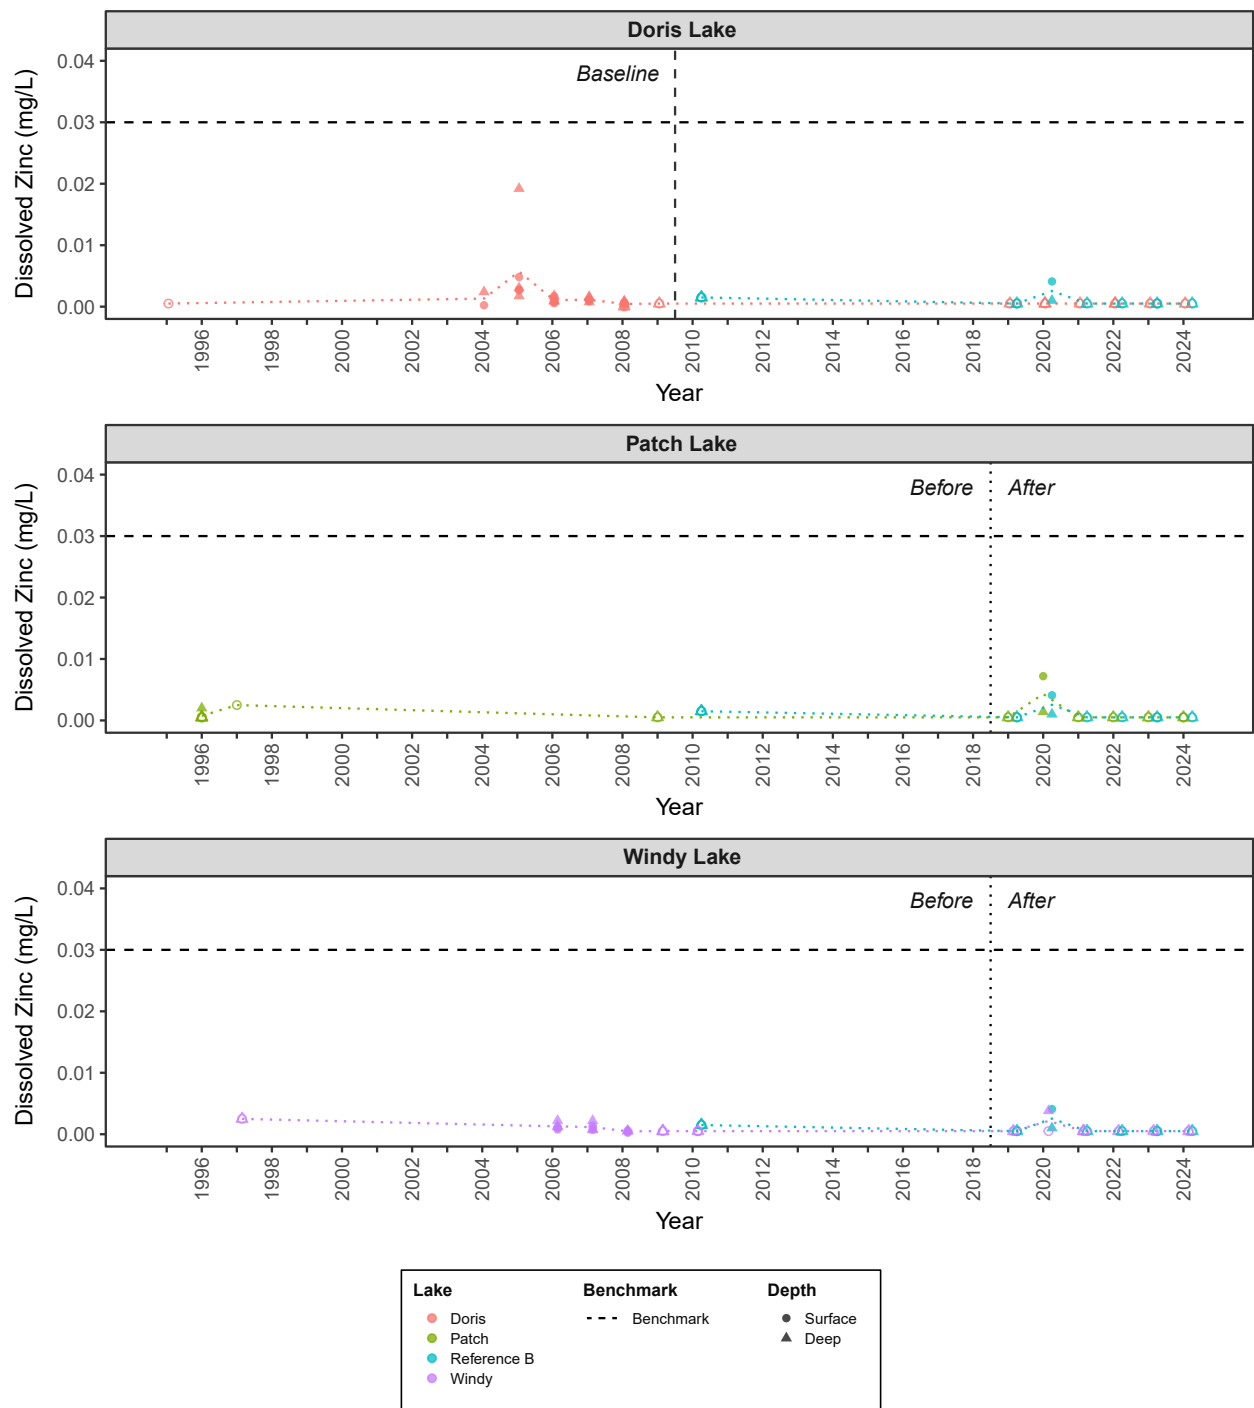 Doris Lake
Dissolved Zinc (mg/L)
0.04
0.03
0.02
0.01
0.00
Baseline
1996 1998 2000 2002 2004 2006 2008 2010 2012 2014 2016 2018 2020 2022 2024
Year
Patch Lake
Dissolved Zinc (mg/L)
0.04
0.03
0.02
0.01
0.00
Before After
1996 1998 2000 2002 2004 2006 2008 2010 2012 2014 2016 2018 2020 2022 2024
Year
Windy Lake
Dissolved Zinc (mg/L)
0.04
0.03
0.02
0.01
0.00
Before After
1996 1998 2000 2002 2004 2006 2008 2010 2012 2014 2016 2018 2020 2022 2024
Year
Lake Benchmark Depth
Doris Benchmark Surface
Patch Deep
Reference B
Windy